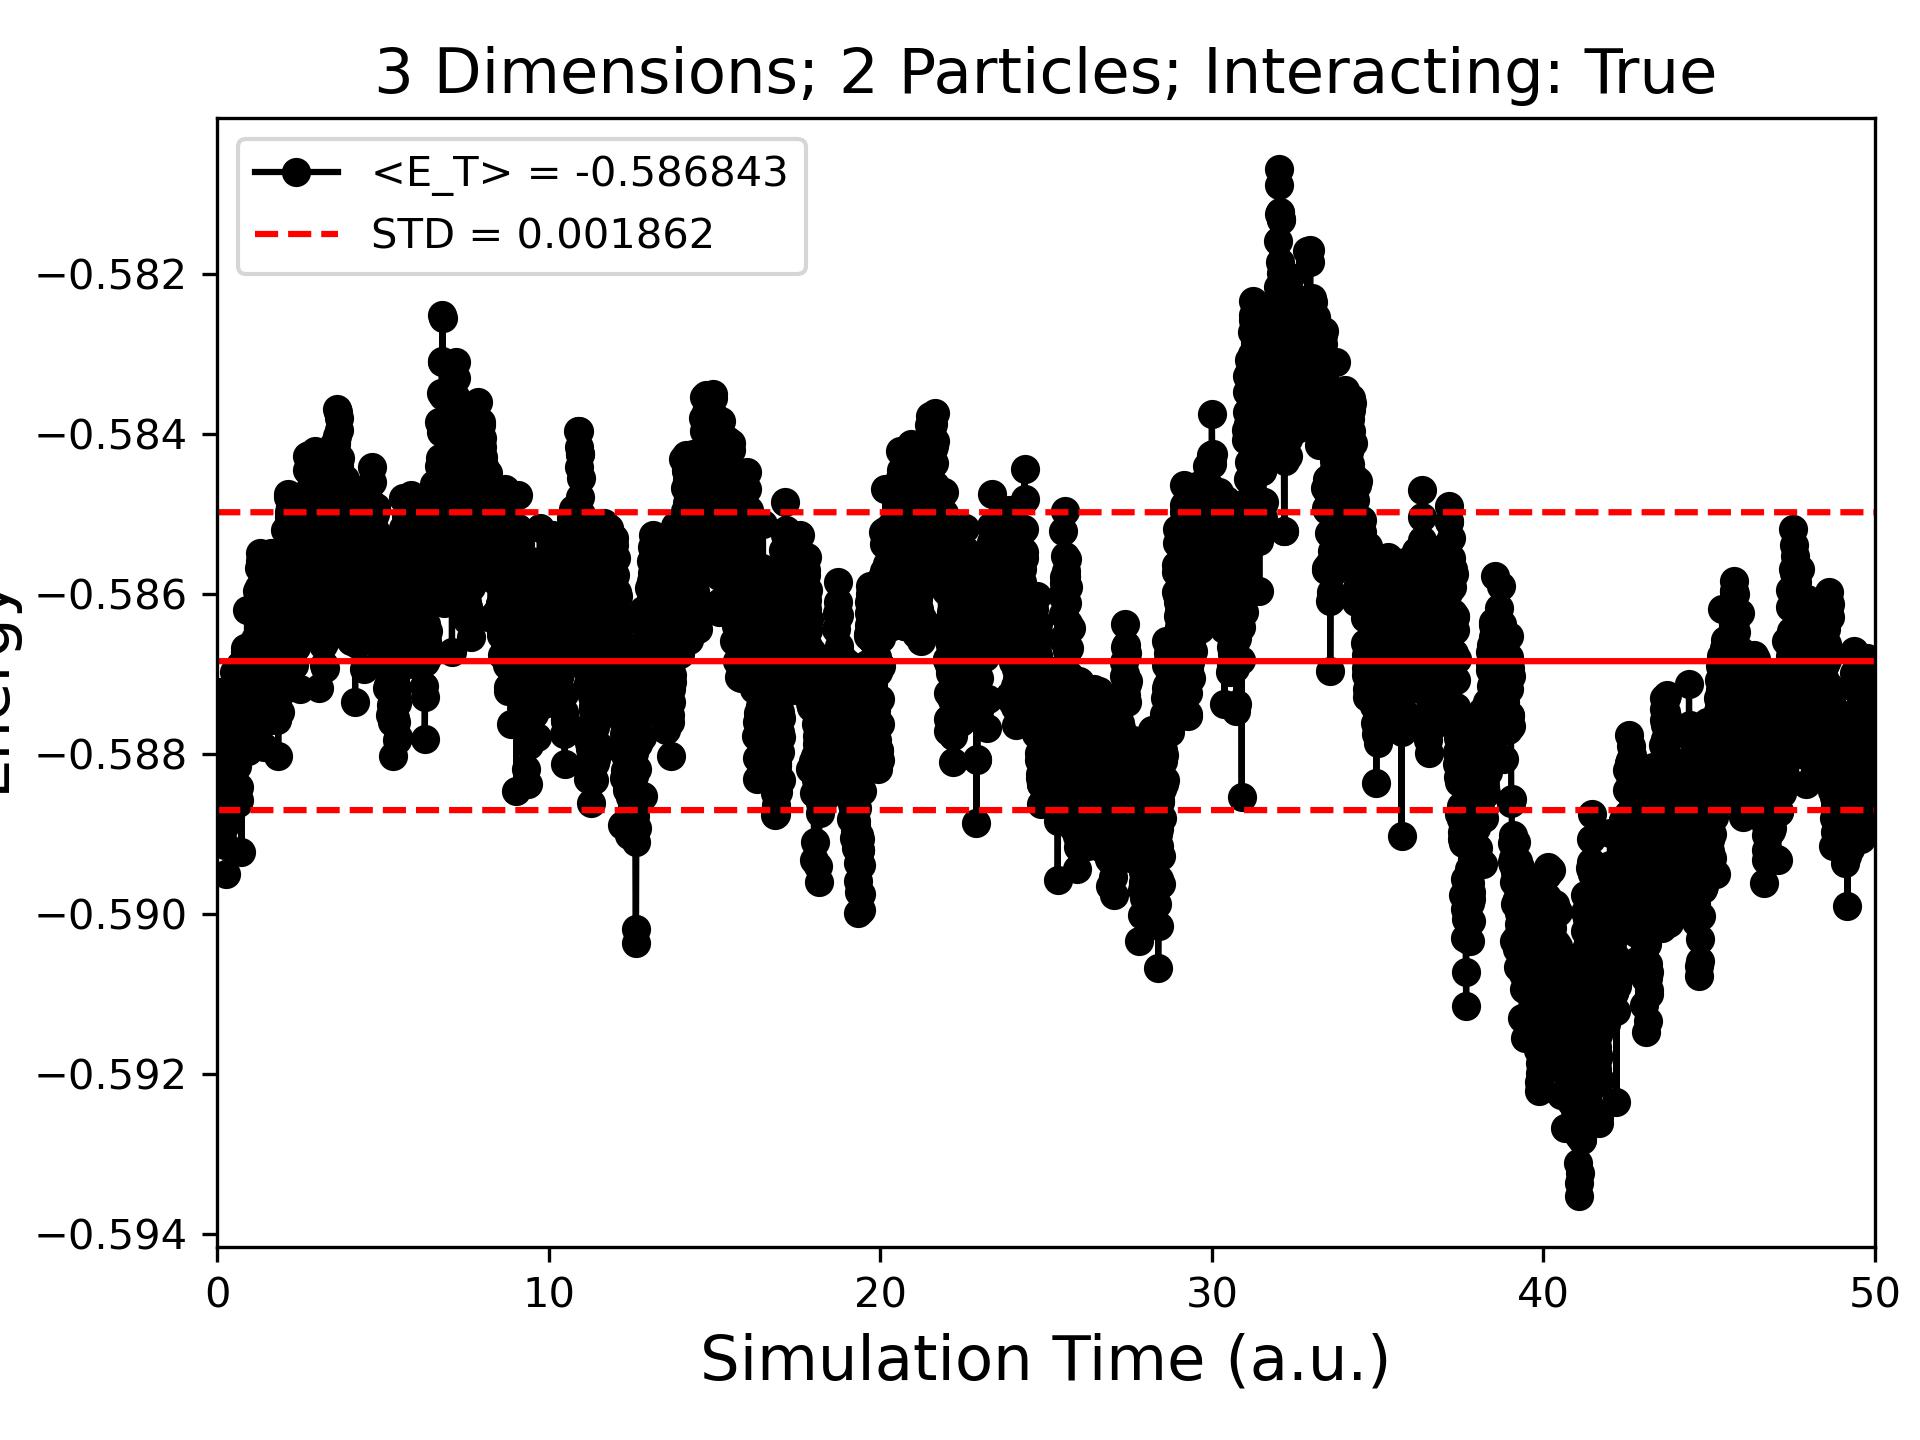 3 Dimensions; 2 Particles; Interacting: True
<E_T> = -0.586843
STD = 0.001862
−0.582
−0.584
−0.586
−0.588
−0.590
−0.592
−0.594
0 10 20 30 40 50
Simulation Time (a.u.)